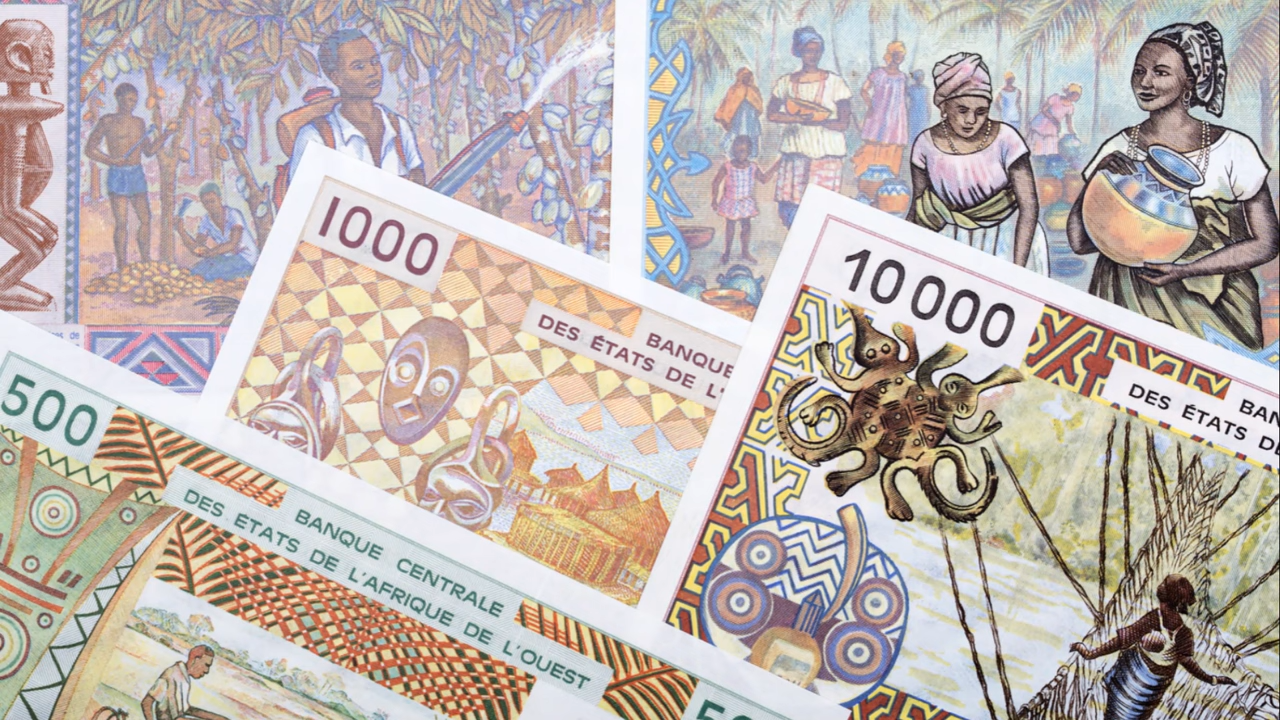 1000
BANQUE
DES ÉTATS DE L'
10 000
BAN
DES ÉTATS D
500
BANQUE CENTRALE
DES ÉTATS DE L'AFRIQUE DE L'OUEST